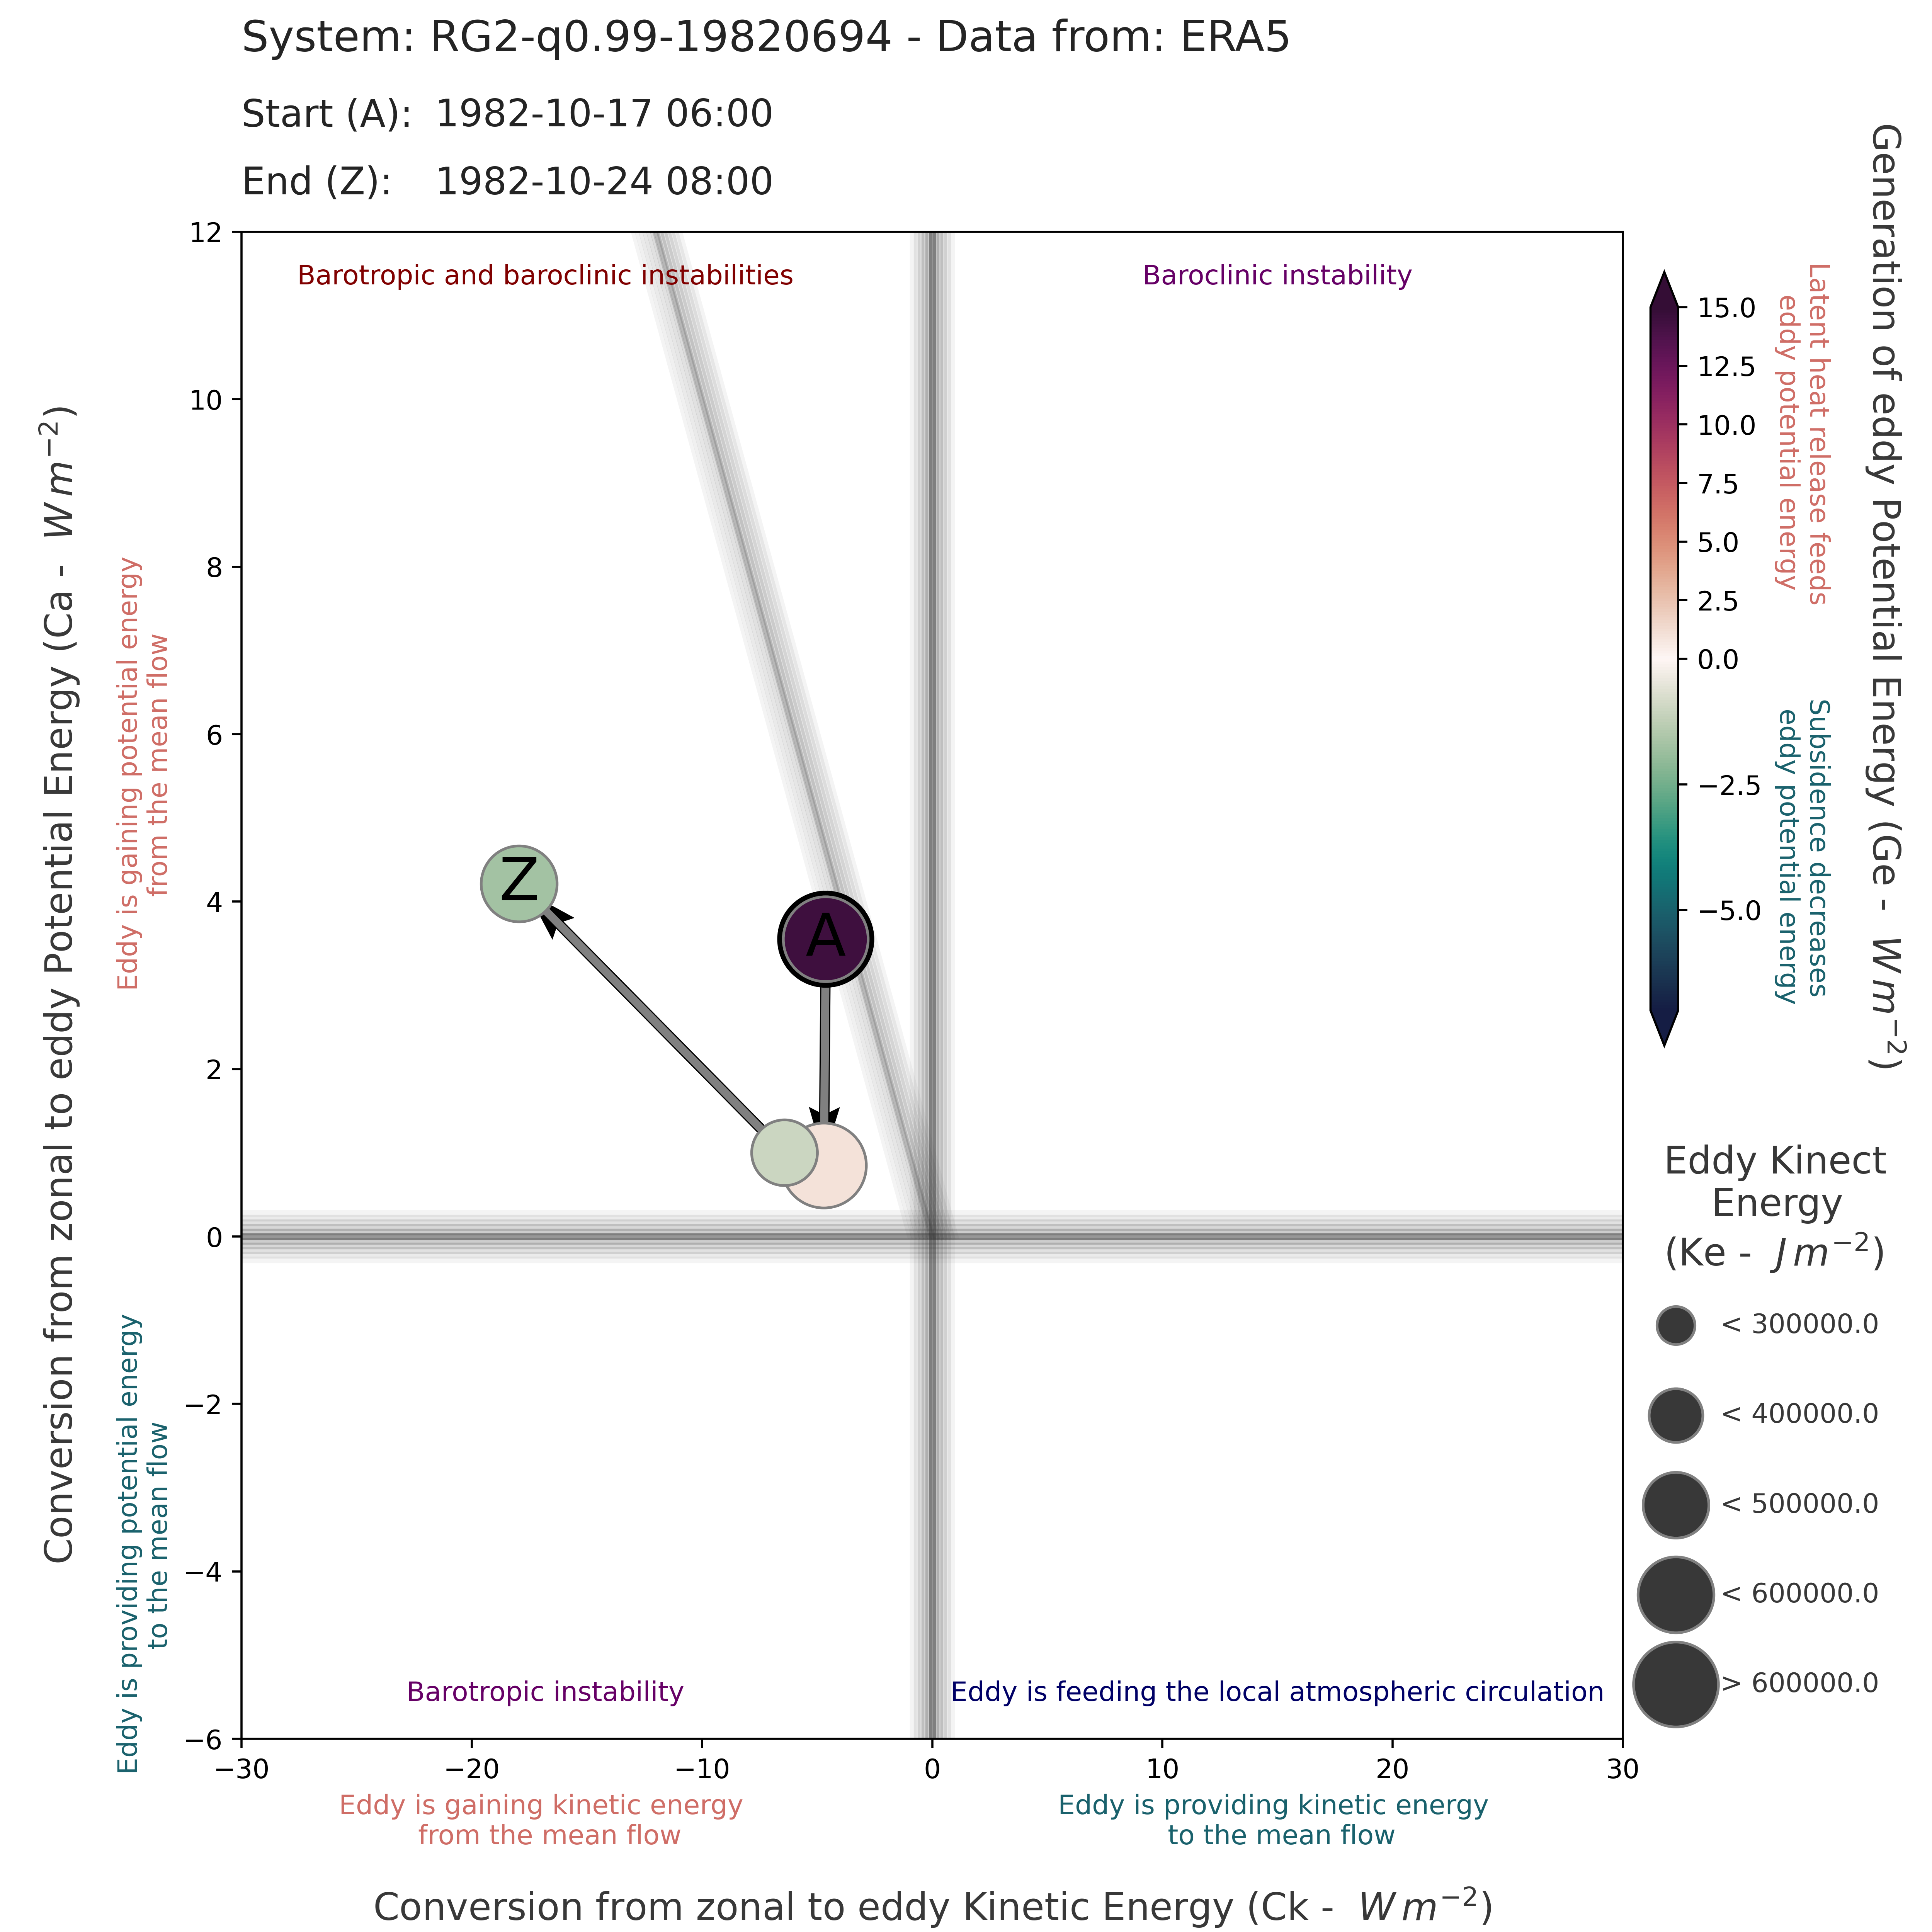 System: RG2-q0.99-19820694 - Data from: ERA5
Start (A): 1982-10-17 06:00
End (Z): 1982-10-24 08:00
Conversion from zonal to eddy Potential Energy (Ca - W m⁻²)
Eddy is gaining potential energy
from the mean flow
Eddy is providing potential energy
to the mean flow
12
10
8
6
4
2
0
−2
−4
−6
Barotropic and baroclinic instabilities
Baroclinic instability
Z
A
Barotropic instability
Eddy is feeding the local atmospheric circulation
−30
−20
−10
0
10
20
30
Eddy is gaining kinetic energy
from the mean flow
Eddy is providing kinetic energy
to the mean flow
Conversion from zonal to eddy Kinetic Energy (Ck - W m⁻²)
15.0
12.5
10.0
7.5
5.0
2.5
0.0
−2.5
−5.0
Latent heat release feeds
eddy potential energy
Subsidence decreases
eddy potential energy
Generation of eddy Potential Energy (Ge - W m⁻²)
Eddy Kinect
Energy
(Ke - J m⁻²)
< 300000.0
< 400000.0
< 500000.0
< 600000.0
> 600000.0